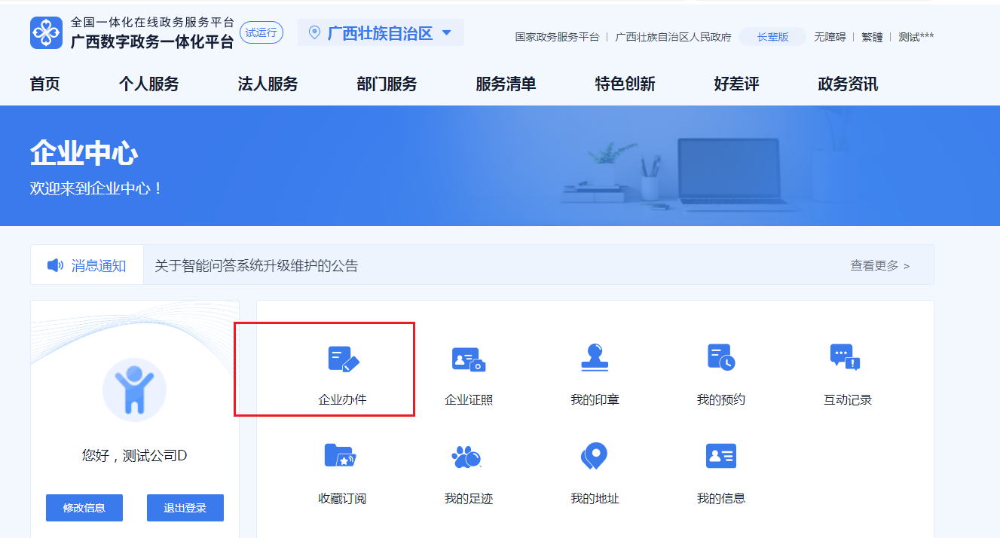 全国一体化在线政务服务平台
广西数字政务一体化平台
试运行
广西壮族自治区
国家政务服务平台 | 广西壮族自治区人民政府 长辈版 无障碍 | 繁體 | 测试***
首页 个人服务 法人服务 部门服务 服务清单 特色创新 好差评 政务资讯
企业中心
欢迎来到企业中心！
消息通知 关于智能问答系统升级维护的公告 查看更多 >
企业办件 企业证照 我的印章 我的预约 互动记录
您好，测试公司D
收藏订阅 我的足迹 我的地址 我的信息
修改信息 退出登录